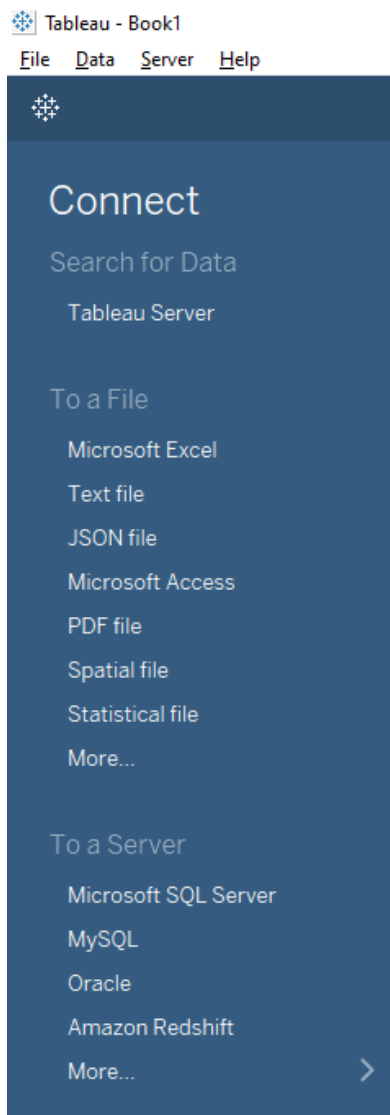 Tableau - Book1
File Data Server Help
Connect
Search for Data
Tableau Server
To a File
Microsoft Excel
Text file
JSON file
Microsoft Access
PDF file
Spatial file
Statistical file
More...
To a Server
Microsoft SQL Server
MySQL
Oracle
Amazon Redshift
More...